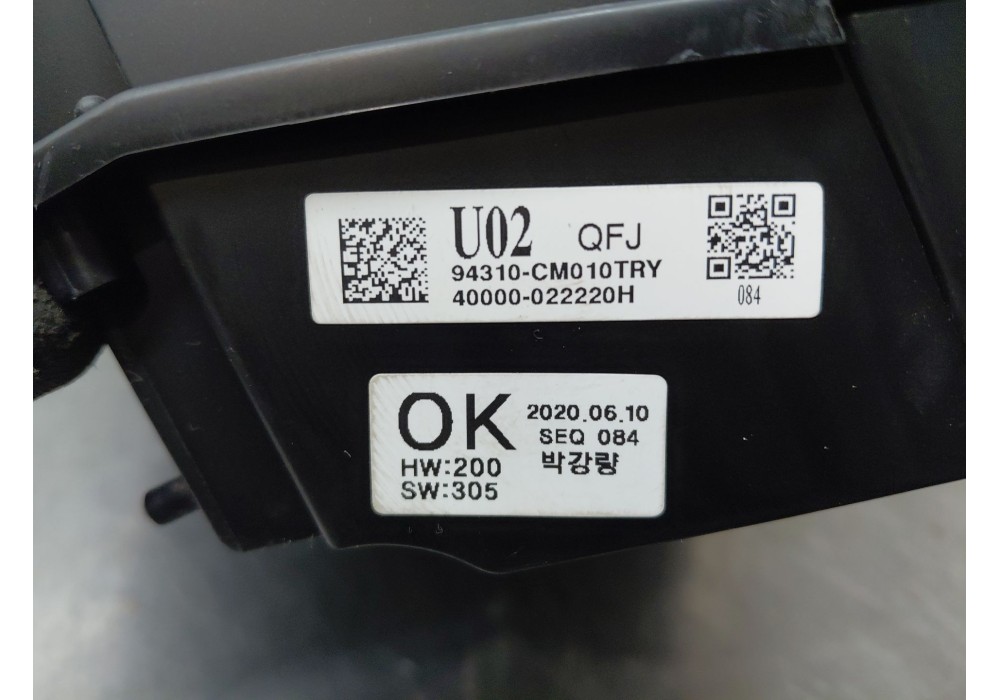 U02 QFJ
94310-CM010TRY
40000-022220H
084
OK 2020.06.10
SEQ 084
HW:200 박강량
SW:305